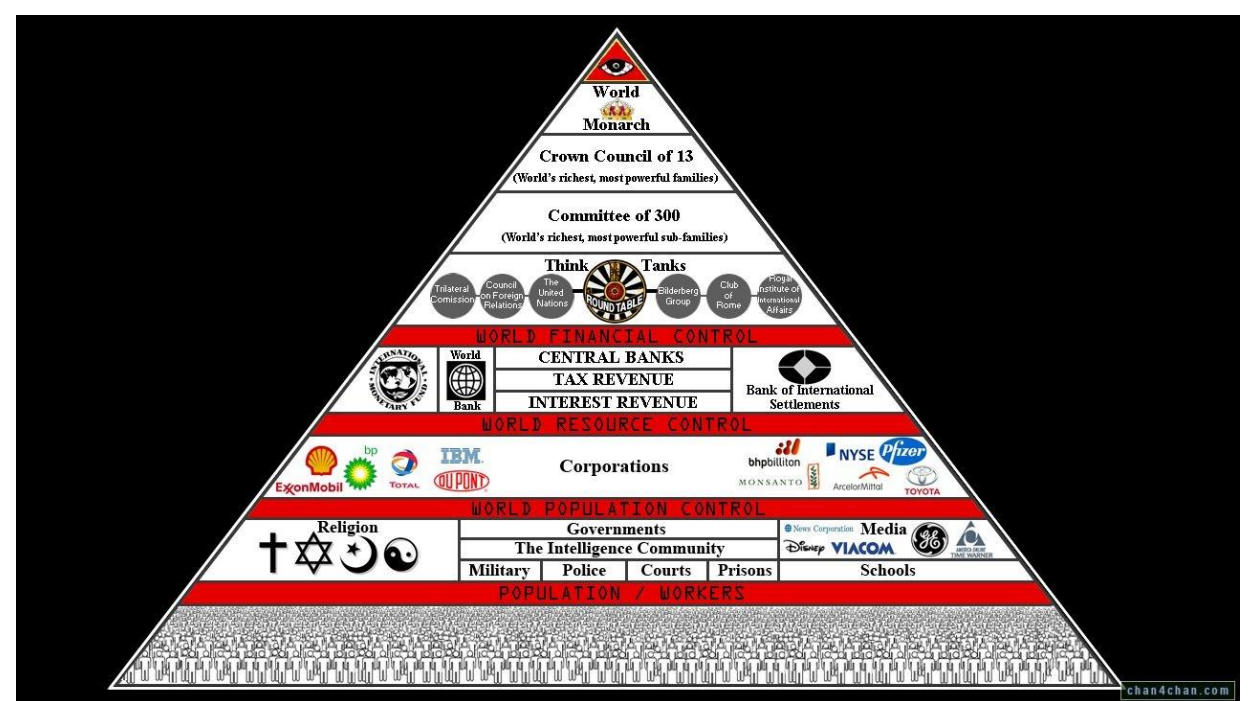 World
Monarch
Crown Council of 13
(World's richest, most powerful families)
Committee of 300
(World's richest, most powerful sub-families)
Think Tanks
Trilateral
Comission
Council
on Foreign
Relations
The
United
Nations
ROUND TABLE
Bilderberg
Group
Club
of
Rome
Royal
Institute of
International
Affairs
WORLD FINANCIAL CONTROL
INTERNATIONAL
MONETARY FUND
World
Bank
CENTRAL BANKS
TAX REVENUE
INTEREST REVENUE
Bank of International
Settlements
WORLD RESOURCE CONTROL
ExxonMobil
bp
TOTAL
IBM
DU PONT
Corporations
bhpbilliton
MONSANTO
NYSE
Pfizer
ArcelorMittal
TOYOTA
WORLD POPULATION CONTROL
Religion
Governments
The Intelligence Community
Military Police Courts Prisons
News Corporation Media
Disney VIACOM
GE
AMERICA ONLINE
TIME WARNER
Schools
POPULATION / WORKERS
chan4chan.com